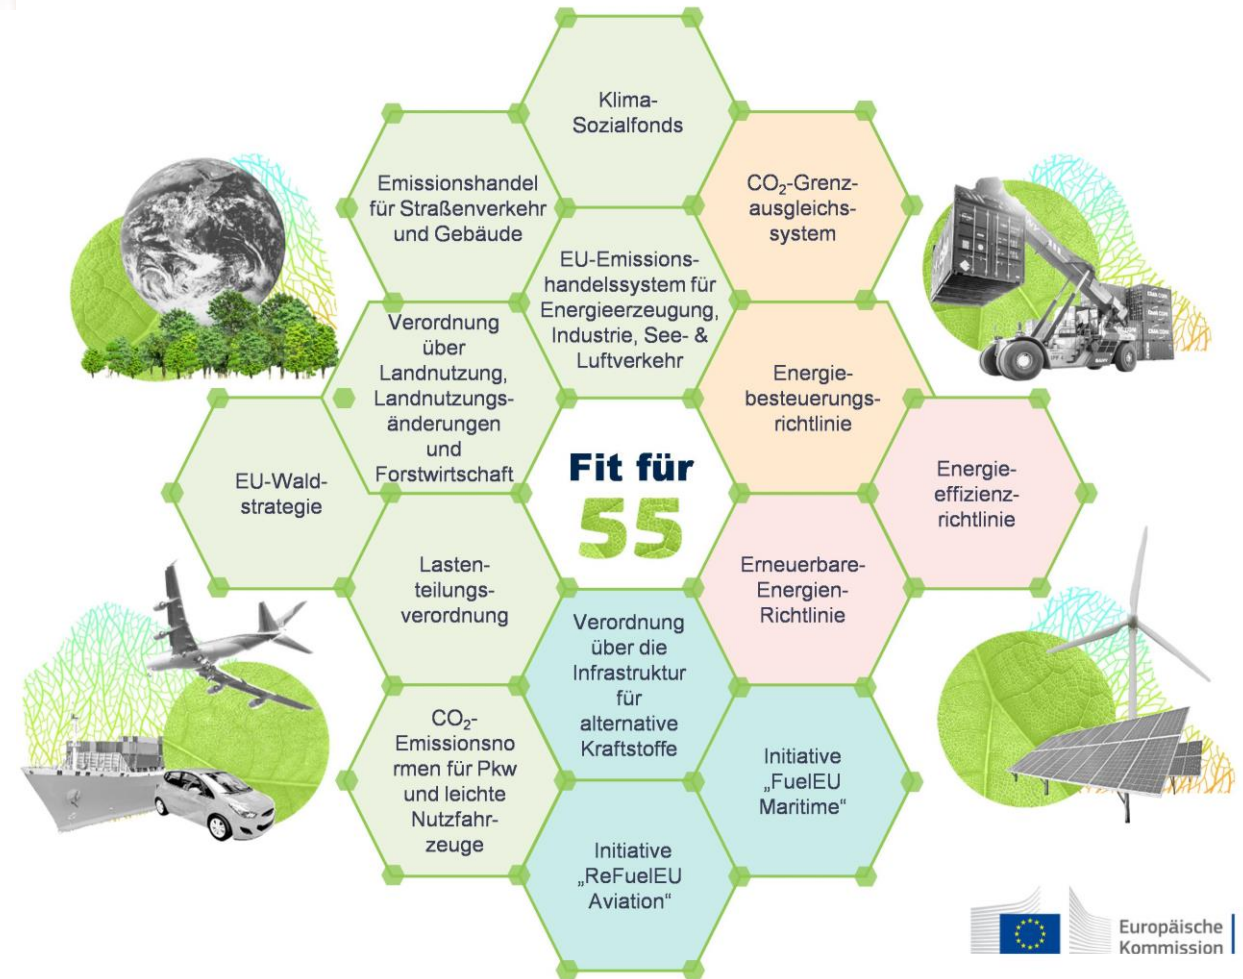 Klima-
Sozialfonds
Emissionshandel
für Straßenverkehr
und Gebäude
CO₂-Grenz-
ausgleichs-
system
EU-Emissions-
handelssystem für
Energieerzeugung,
Industrie, See- &
Luftverkehr
Verordnung
über
Landnutzung,
Landnutzungs-
änderungen
und
Forstwirtschaft
Energie-
besteuerungs-
richtlinie
EU-Wald-
strategie
Fit für
55
Energie-
effizienz-
richtlinie
Lasten-
teilungs-
verordnung
Erneuerbare-
Energien-
Richtlinie
Verordnung
über die
Infrastruktur
für
alternative
Kraftstoffe
CO₂-
Emissionsno
rmen für Pkw
und leichte
Nutzfahr-
zeuge
Initiative
„FuelEU
Maritime“
Initiative
„ReFuelEU
Aviation“
Europäische
Kommission